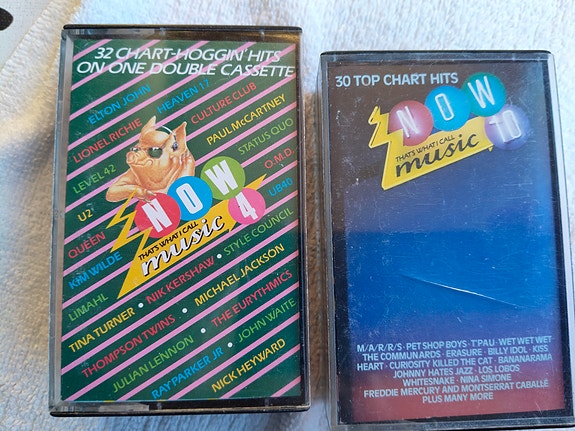 32 CHART-HOGGIN' HITS
ON ONE DOUBLE CASSETTE
ELTON JOHN
HEAVEN 17
LIONEL RICHIE
CULTURE CLUB
LEVEL 42
PAUL McCARTNEY
U2
STATUS QUO
QUEEN
O.M.D.
KIM WILDE
UB40
NOW
THAT'S WHAT I CALL
music 4
LIMAHL
STYLE COUNCIL
NIK KERSHAW
TINA TURNER
MICHAEL JACKSON
THOMPSON TWINS
THE EURYTHMICS
JULIAN LENNON
JOHN WAITE
RAY PARKER JR
NICK HEYWARD
30 TOP CHART HITS
NOW
10
THAT'S WHAT I CALL
music
M/A/R/R/S · PET SHOP BOYS · T'PAU · WET WET WET
THE COMMUNARDS · ERASURE · BILLY IDOL · KISS
HEART · CURIOSITY KILLED THE CAT · BANANARAMA
JOHNNY HATES JAZZ · LOS LOBOS
WHITESNAKE · NINA SIMONE
FREDDIE MERCURY AND MONTSERRAT CABALLÉ
PLUS MANY MORE